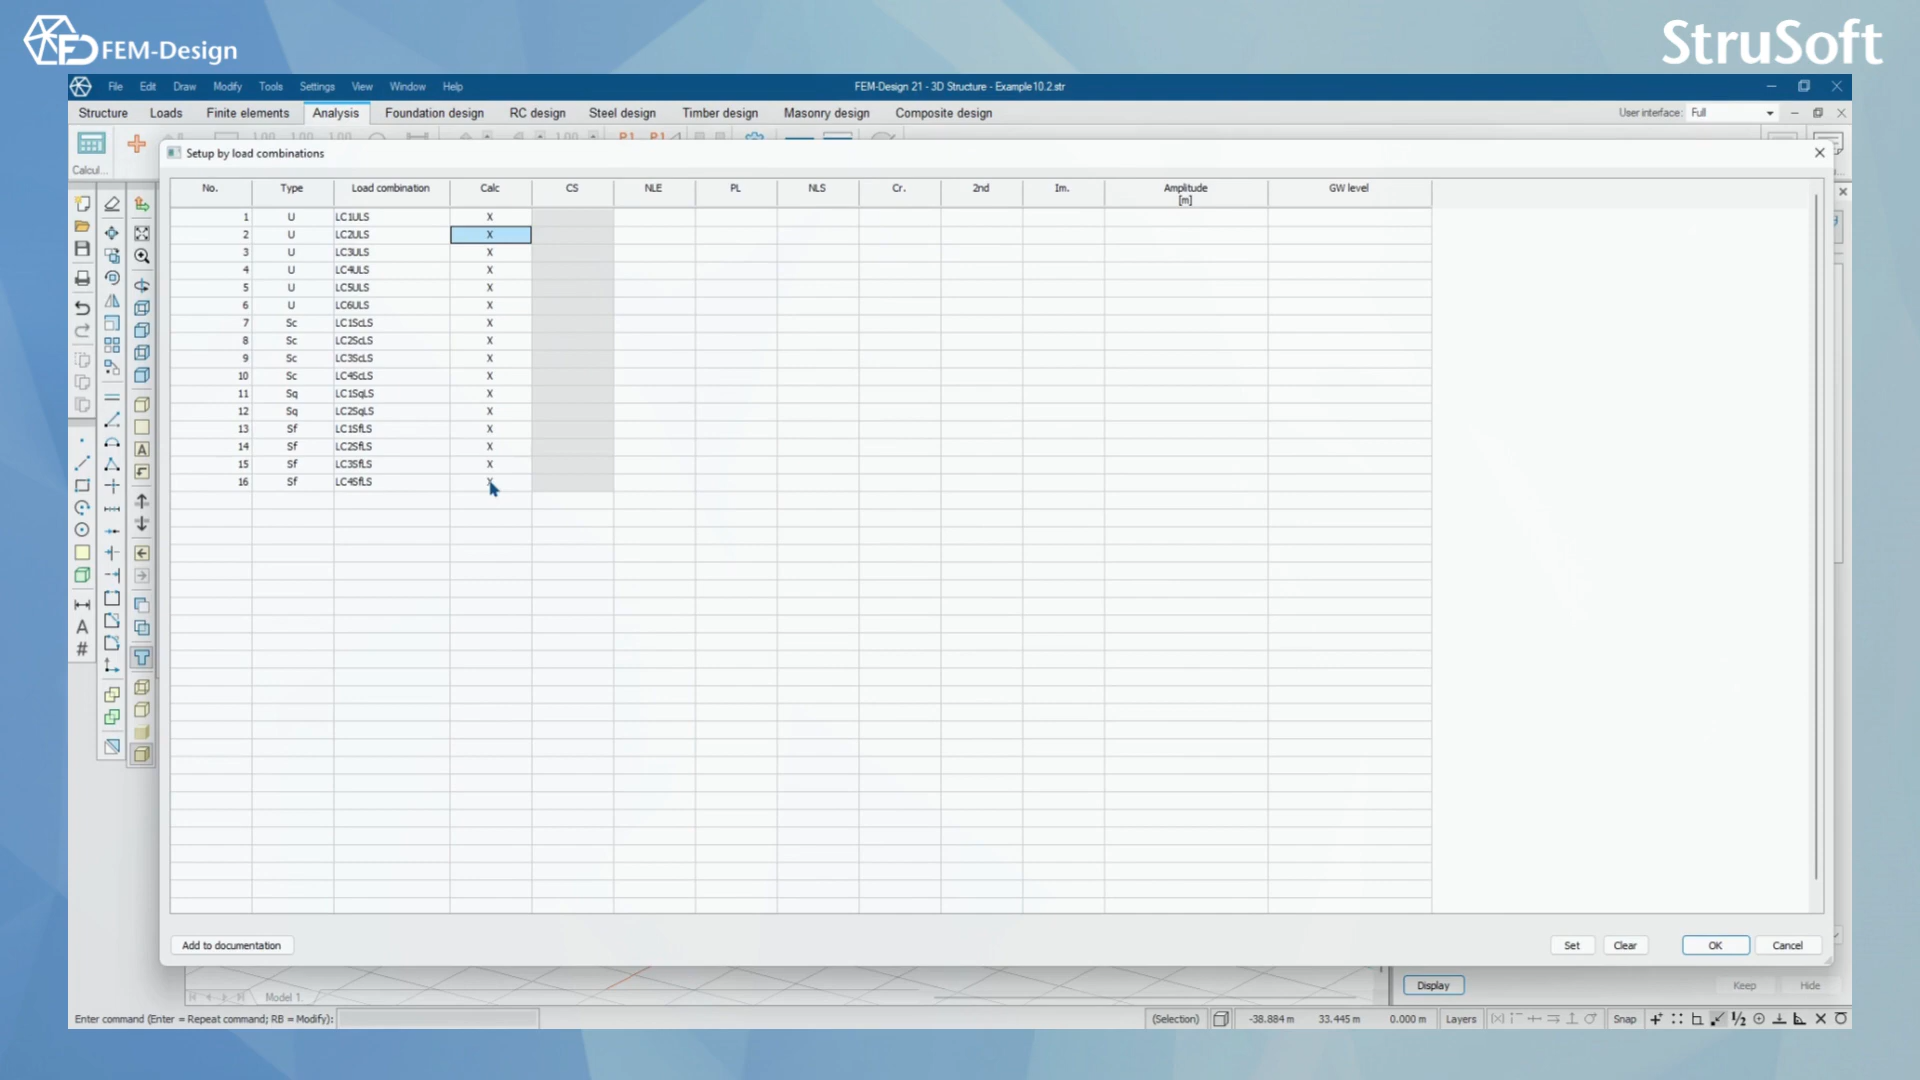 FEM-Design
StruSoft
File Edit Draw Modify Tools Settings View Window Help
FEM-Design 21 - 3D Structure - Example10.2.str
Structure Loads Finite elements Analysis Foundation design RC design Steel design Timber design Masonry design Composite design
User interface: Full
Calcul...
Setup by load combinations
No. Type Load combination Calc CS NLE PL NLS Cr. 2nd Im. Amplitude GW level
[m]
1 U LC1ULS X
2 U LC2ULS X
3 U LC3ULS X
4 U LC4ULS X
5 U LC5ULS X
6 U LC6ULS X
7 Sc LC1ScLS X
8 Sc LC2ScLS X
9 Sc LC3ScLS X
10 Sc LC4ScLS X
11 Sq LC1SqLS X
12 Sq LC2SqLS X
13 Sf LC1SfLS X
14 Sf LC2SfLS X
15 Sf LC3SfLS X
16 Sf LC4SfLS X
Add to documentation
Set Clear OK Cancel
Model 1.
Display Keep Hide
Enter command (Enter = Repeat command; RB = Modify):
(Selection) -38.884 m 33.445 m 0.000 m Layers Snap 1/2